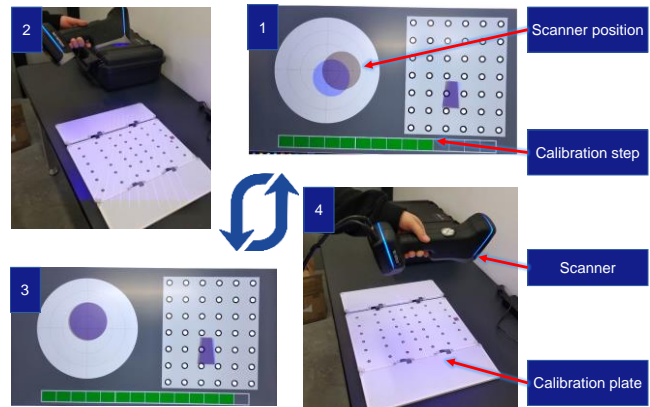 2
1
Scanner position
Calibration step
3
4
Scanner
Calibration plate